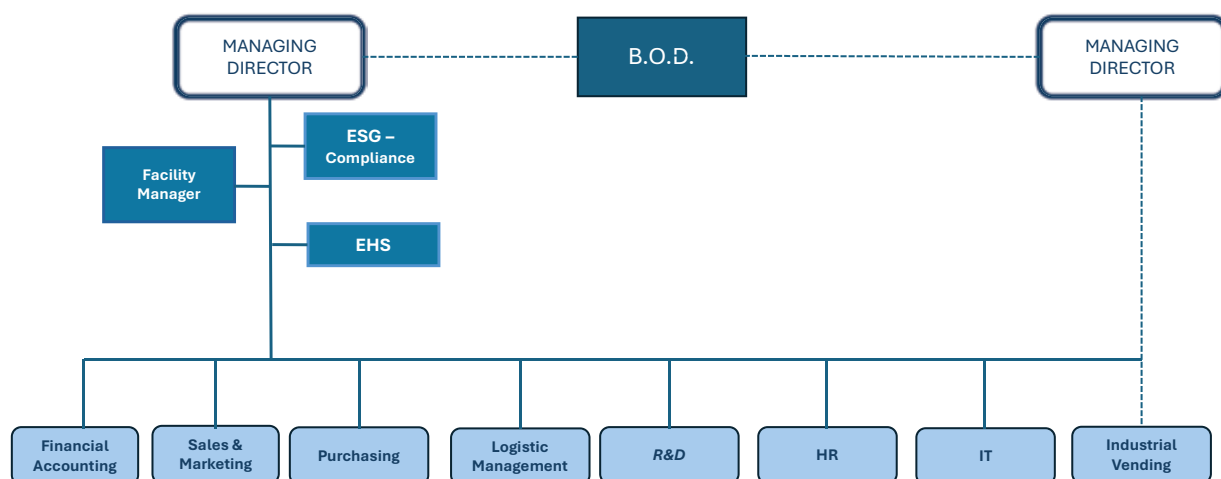 MANAGING
DIRECTOR
B.O.D.
MANAGING
DIRECTOR
ESG –
Compliance
Facility
Manager
EHS
Financial
Accounting
Sales &
Marketing
Purchasing
Logistic
Management
R&D
HR
IT
Industrial
Vending